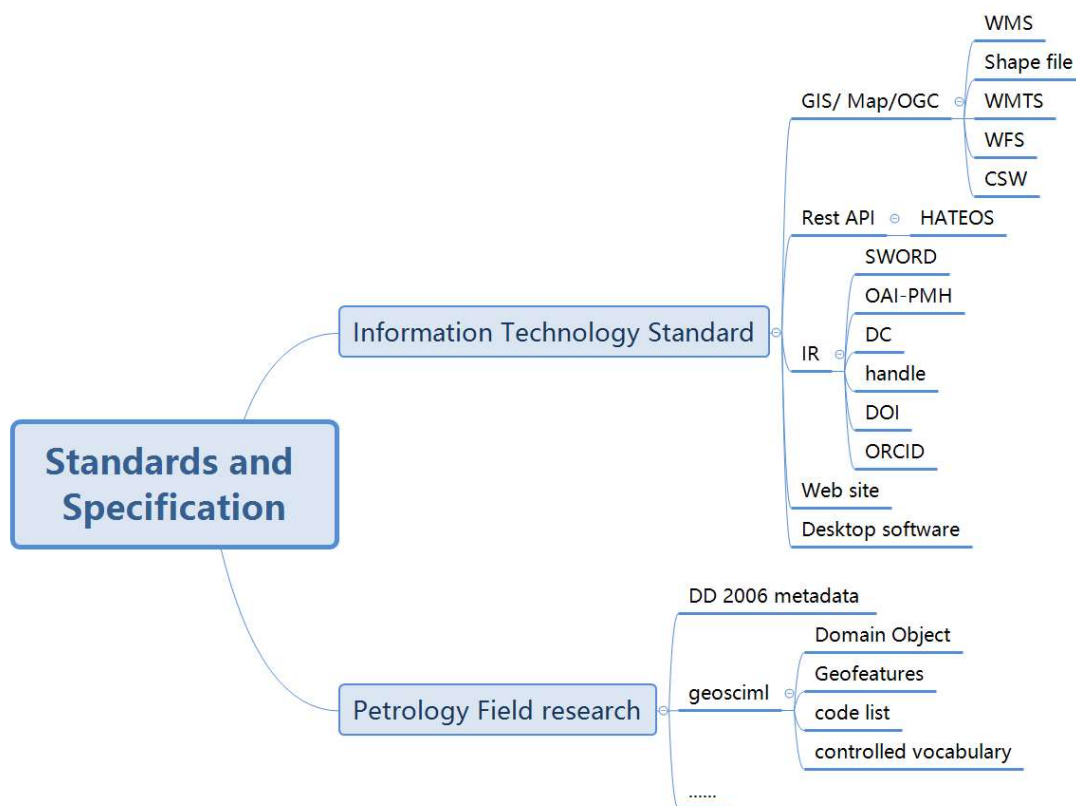 WMS
Shape file
GIS/ Map/OGC
WMTS
WFS
CSW
Rest API
HATEOS
SWORD
OAI-PMH
Information Technology Standard
DC
IR
handle
DOI
ORCID
Standards and
Specification
Web site
Desktop software
DD 2006 metadata
Domain Object
Geofeatures
geosciml
Petrology Field research
code list
controlled vocabulary
......